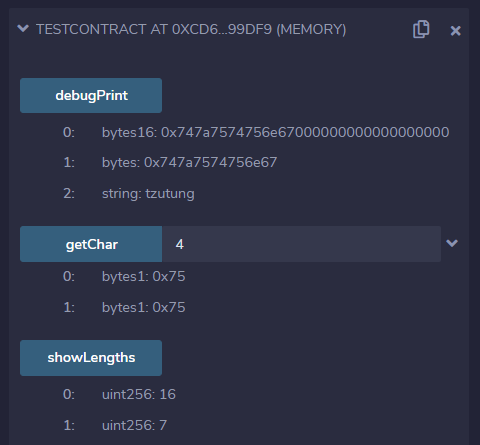 TESTCONTRACT AT 0XCD6...99DF9 (MEMORY)
debugPrint
0: bytes16: 0x747a7574756e67000000000000000000
1: bytes: 0x747a7574756e67
2: string: tzutung
getChar 4
0: bytes1: 0x75
1: bytes1: 0x75
showLengths
0: uint256: 16
1: uint256: 7